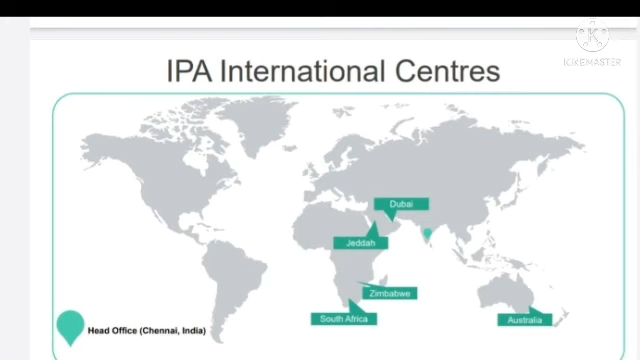 KINEMASTER
IPA International Centres
Dubai
Jeddah
Zimbabwe
South Africa
Australia
Head Office (Chennai, India)